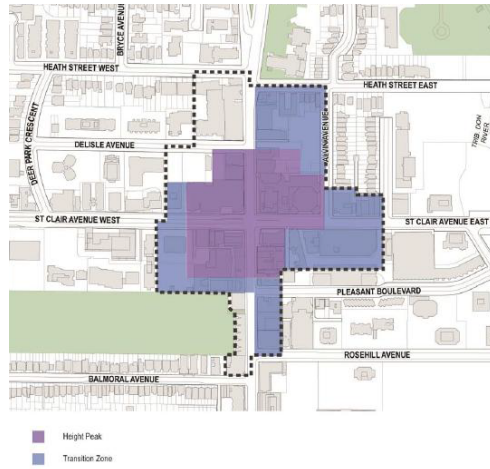 BRYCE AVENUE
HEATH STREET WEST
HEATH STREET EAST
ALVIN AVENUE
DEER PARK CRESCENT
DELISLE AVENUE
ST CLAIR AVENUE WEST
ST CLAIR AVENUE EAST
PLEASANT BOULEVARD
ROSEHILL AVENUE
BALMORAL AVENUE
Height Peak
Transition Zone